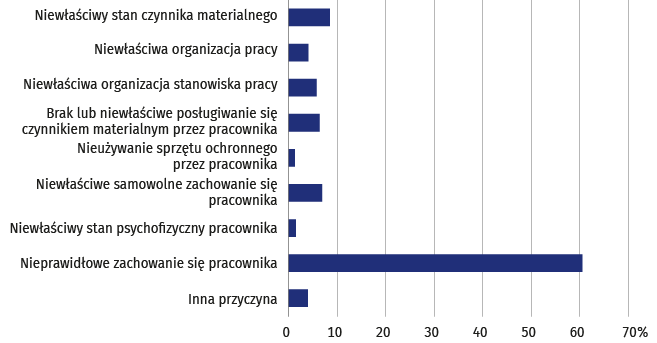 Niewłaściwy stan czynnika materialnego
Niewłaściwa organizacja pracy
Niewłaściwa organizacja stanowiska pracy
Brak lub niewłaściwe posługiwanie się
czynnikiem materialnym przez pracownika
Nieużywanie sprzętu ochronnego
przez pracownika
Niewłaściwe samowolne zachowanie się
pracownika
Niewłaściwy stan psychofizyczny pracownika
Nieprawidłowe zachowanie się pracownika
Inna przyczyna
0 10 20 30 40 50 60 70%